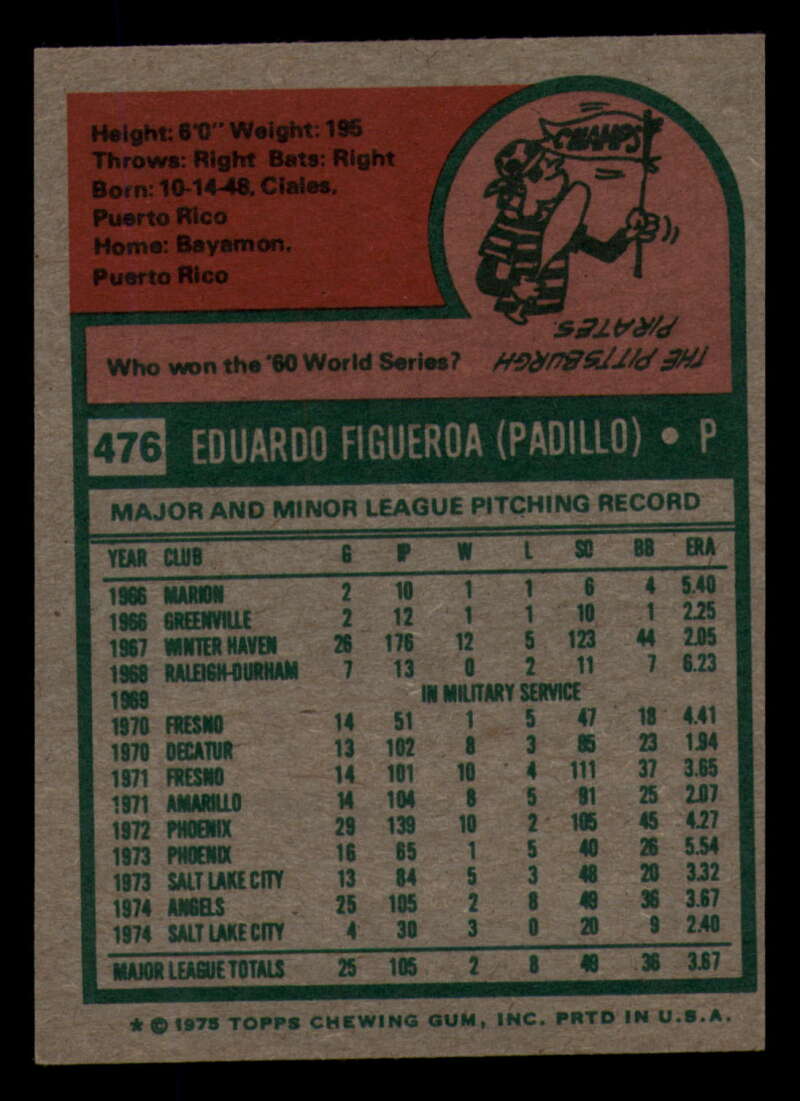 Height: 6'0" Weight: 195
Throws: Right Bats: Right
Born: 10-14-48, Ciales,
Puerto Rico
Home: Bayamon,
Puerto Rico
CHAMPS
Who won the '60 World Series?
THE PITTSBURGH
PIRATES.
476 EDUARDO FIGUEROA (PADILLO) • P
MAJOR AND MINOR LEAGUE PITCHING RECORD
YEAR CLUB G IP W L SO BB ERA
1966 MARION 2 10 1 1 6 4 5.40
1966 GREENVILLE 2 12 1 1 10 1 2.25
1967 WINTER HAVEN 26 176 12 5 123 44 2.05
1968 RALEIGH-DURHAM 7 13 0 2 11 7 6.23
1969 IN MILITARY SERVICE
1970 FRESNO 14 51 1 5 47 18 4.41
1970 DECATUR 13 102 8 3 85 23 1.94
1971 FRESNO 14 101 10 4 111 37 3.65
1971 AMARILLO 14 104 8 5 81 25 2.07
1972 PHOENIX 29 139 10 2 105 45 4.27
1973 PHOENIX 16 65 1 5 40 26 5.54
1973 SALT LAKE CITY 13 84 5 3 48 20 3.32
1974 ANGELS 25 105 2 8 49 36 3.67
1974 SALT LAKE CITY 4 30 3 0 20 9 2.40
MAJOR LEAGUE TOTALS 25 105 2 8 49 36 3.67
* © 1975 TOPPS CHEWING GUM, INC. PRTD IN U.S.A.